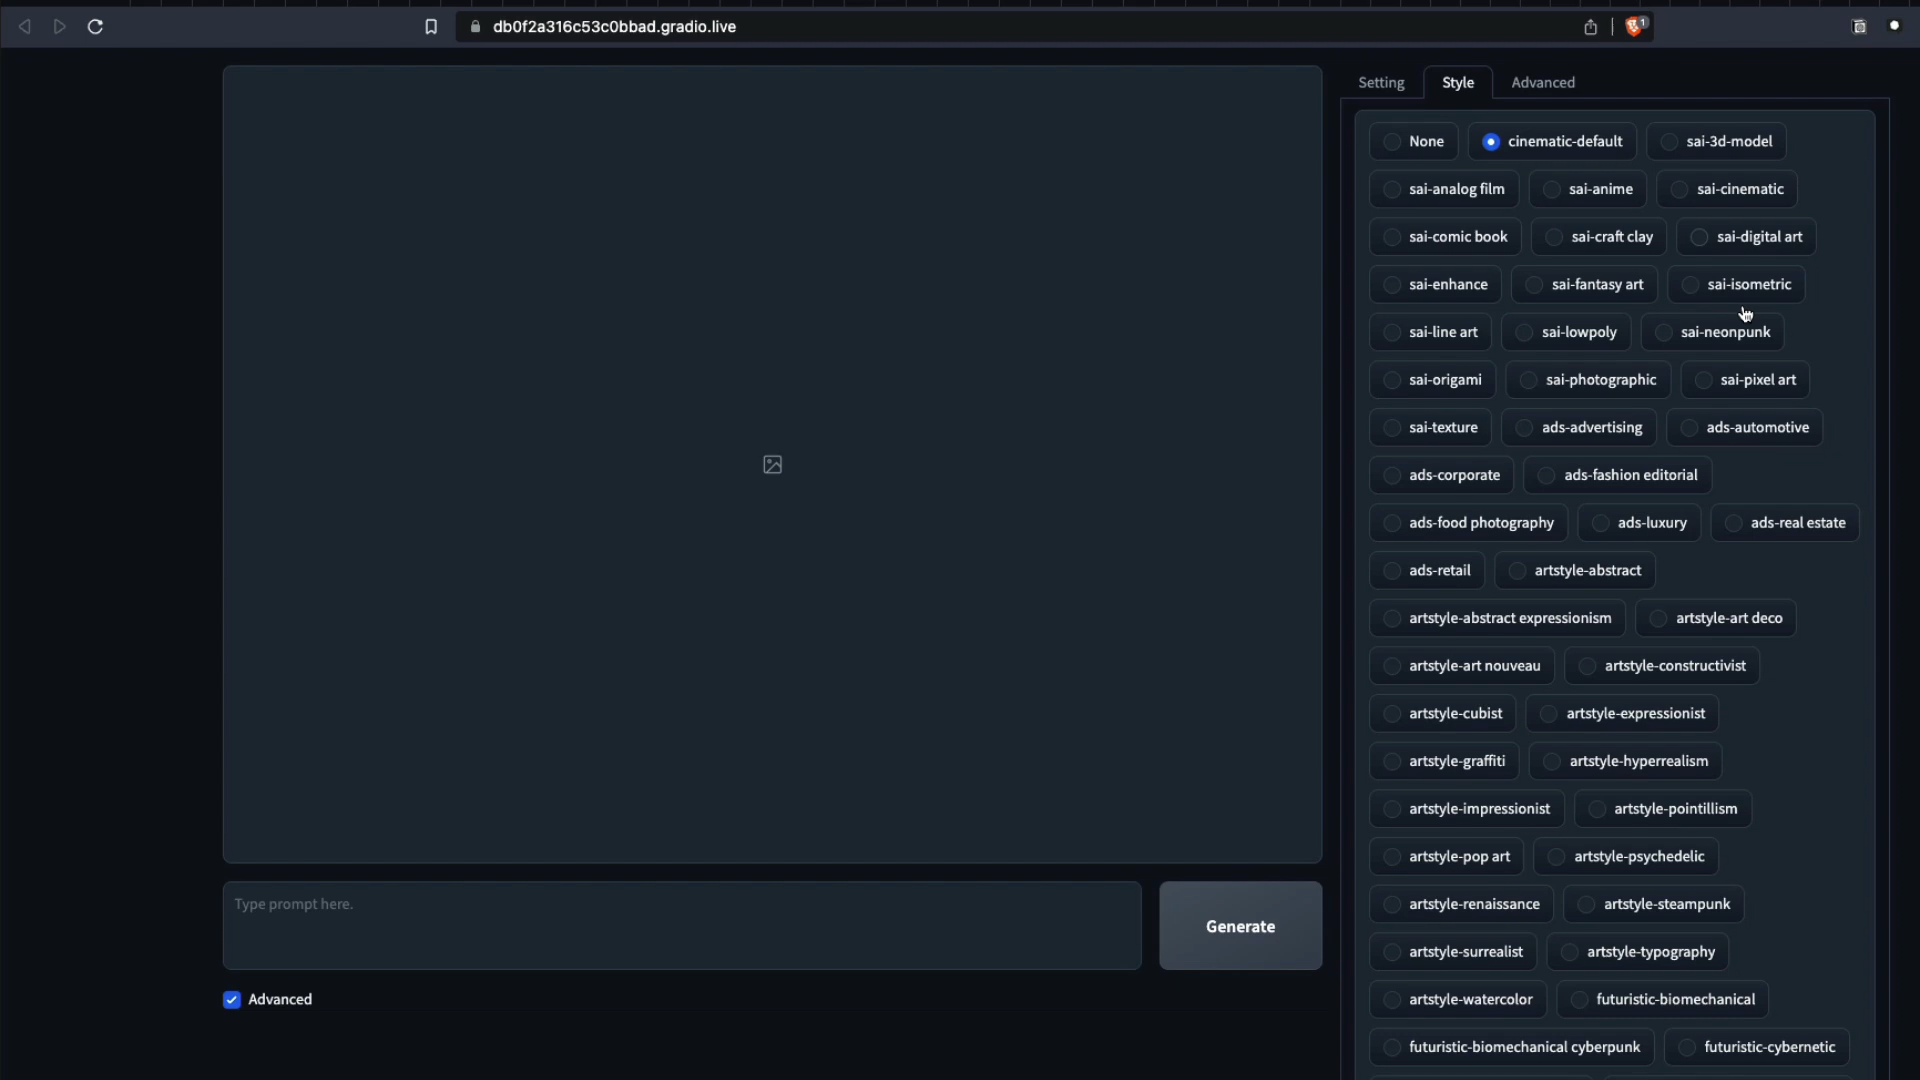 db0f2a316c53c0bbad.gradio.live
1
Setting Style Advanced
None cinematic-default sai-3d-model
sai-analog film sai-anime sai-cinematic
sai-comic book sai-craft clay sai-digital art
sai-enhance sai-fantasy art sai-isometric
sai-line art sai-lowpoly sai-neonpunk
sai-origami sai-photographic sai-pixel art
sai-texture ads-advertising ads-automotive
ads-corporate ads-fashion editorial
ads-food photography ads-luxury ads-real estate
ads-retail artstyle-abstract
artstyle-abstract expressionism artstyle-art deco
artstyle-art nouveau artstyle-constructivist
artstyle-cubist artstyle-expressionist
artstyle-graffiti artstyle-hyperrealism
artstyle-impressionist artstyle-pointillism
artstyle-pop art artstyle-psychedelic
artstyle-renaissance artstyle-steampunk
artstyle-surrealist artstyle-typography
artstyle-watercolor futuristic-biomechanical
futuristic-biomechanical cyberpunk futuristic-cybernetic
Type prompt here.
Generate
Advanced